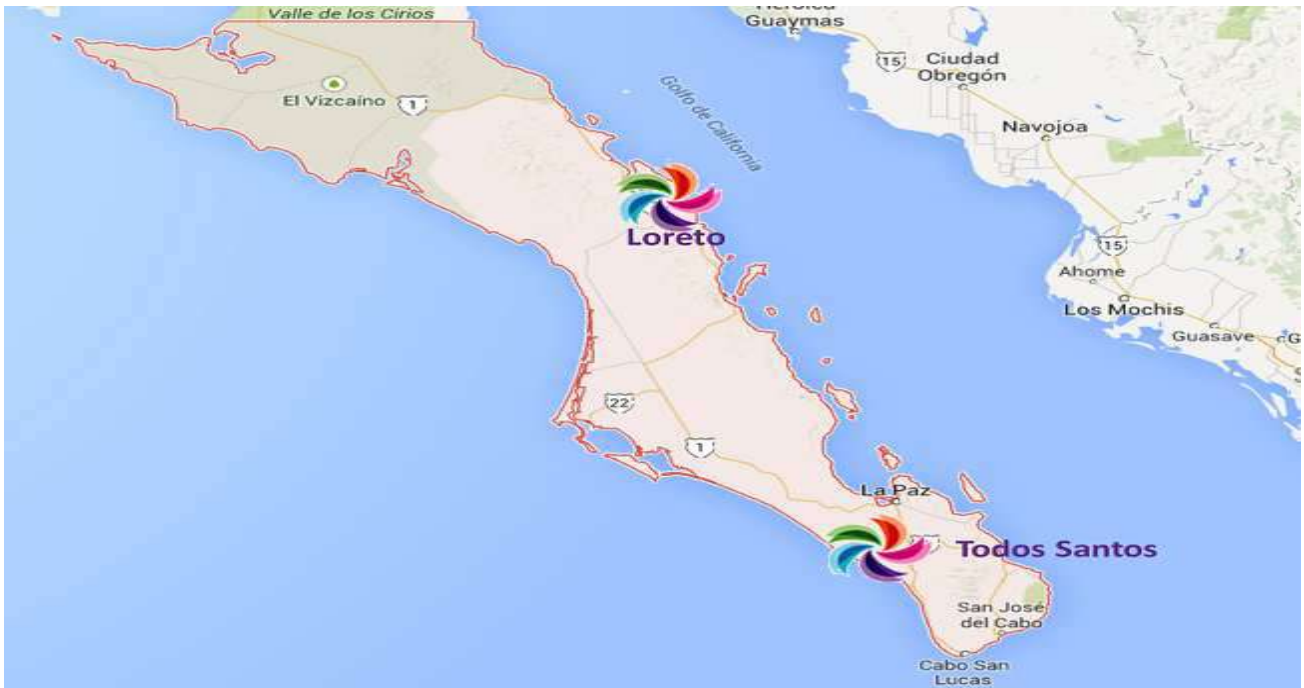 Valle de los Cirios
Guaymas
15
Ciudad
Obregón
El Vizcaíno
1
Golfo de California
Navojoa
Loreto
15
Ahome
Los Mochis
Guasave
22
1
La Paz
Todos Santos
San José
del Cabo
Cabo San
Lucas